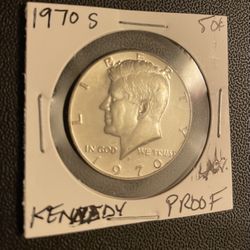 1970 S 50¢
LIBERTY
IN GOD WE TRUST
1970
KENNEDY PROOF